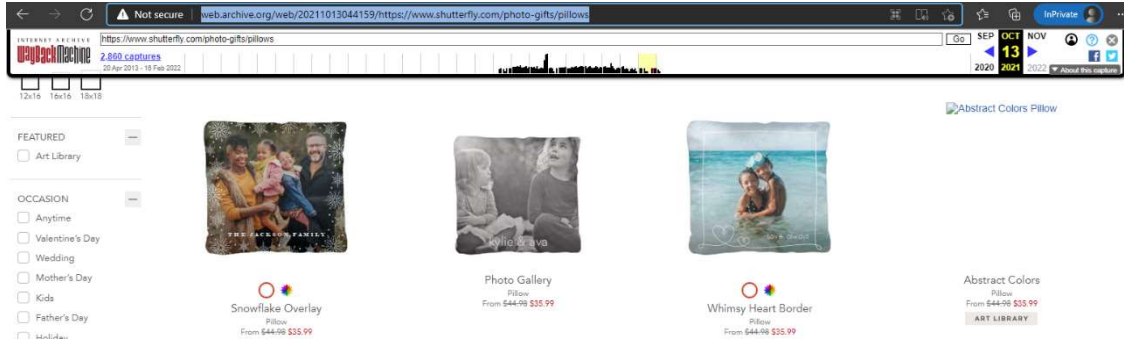 Not secure
web.archive.org/web/20211013044159/https://www.shutterfly.com/photo-gifts/pillows
InPrivate
INTERNET ARCHIVE
WayBackMachine
https://www.shutterfly.com/photo-gifts/pillows
Go
SEP OCT NOV
2,860 captures
13
20 Apr 2013 - 18 Feb 2022
2020 2021 2022
About this capture
12x16 16x16 18x18
FEATURED
Art Library
OCCASION
Anytime
Valentine's Day
Wedding
Mother's Day
Kids
Father's Day
Holiday
THE JACKSON FAMILY
Snowflake Overlay
Pillow
From $44.98 $35.99
kylie & ava
Photo Gallery
Pillow
From $44.98 $35.99
Whimsy Heart Border
Pillow
From $44.98 $35.99
Abstract Colors Pillow
Abstract Colors
Pillow
From $44.98 $35.99
ART LIBRARY